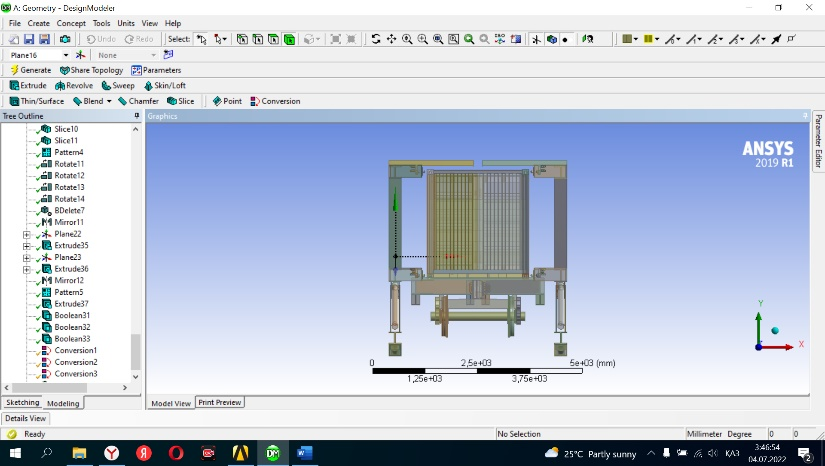 A: Geometry - DesignModeler
File Create Concept Tools Units View Help
Undo Redo Select:
Plane16 None
Generate Share Topology Parameters
Extrude Revolve Sweep Skin/Loft
Thin/Surface Blend Chamfer Slice Point Conversion
Tree Outline
Graphics
Slice10
Slice11
Pattern4
Rotate11
Rotate12
Rotate13
Rotate14
BDelete7
Mirror11
Plane22
Extrude35
Plane23
Extrude36
Mirror12
Pattern5
Extrude37
Boolean31
Boolean32
Boolean33
Conversion1
Conversion2
Conversion3
ANSYS
2019 R1
Parameter Editor
Y
X
0 2,5e+03 5e+03 (mm)
1,25e+03 3,75e+03
Sketching Modeling
Model View Print Preview
Details View
Ready No Selection Millimeter Degree 0 0
25°C Partly sunny ҚАЗ 3:46:54
04.07.2022 2